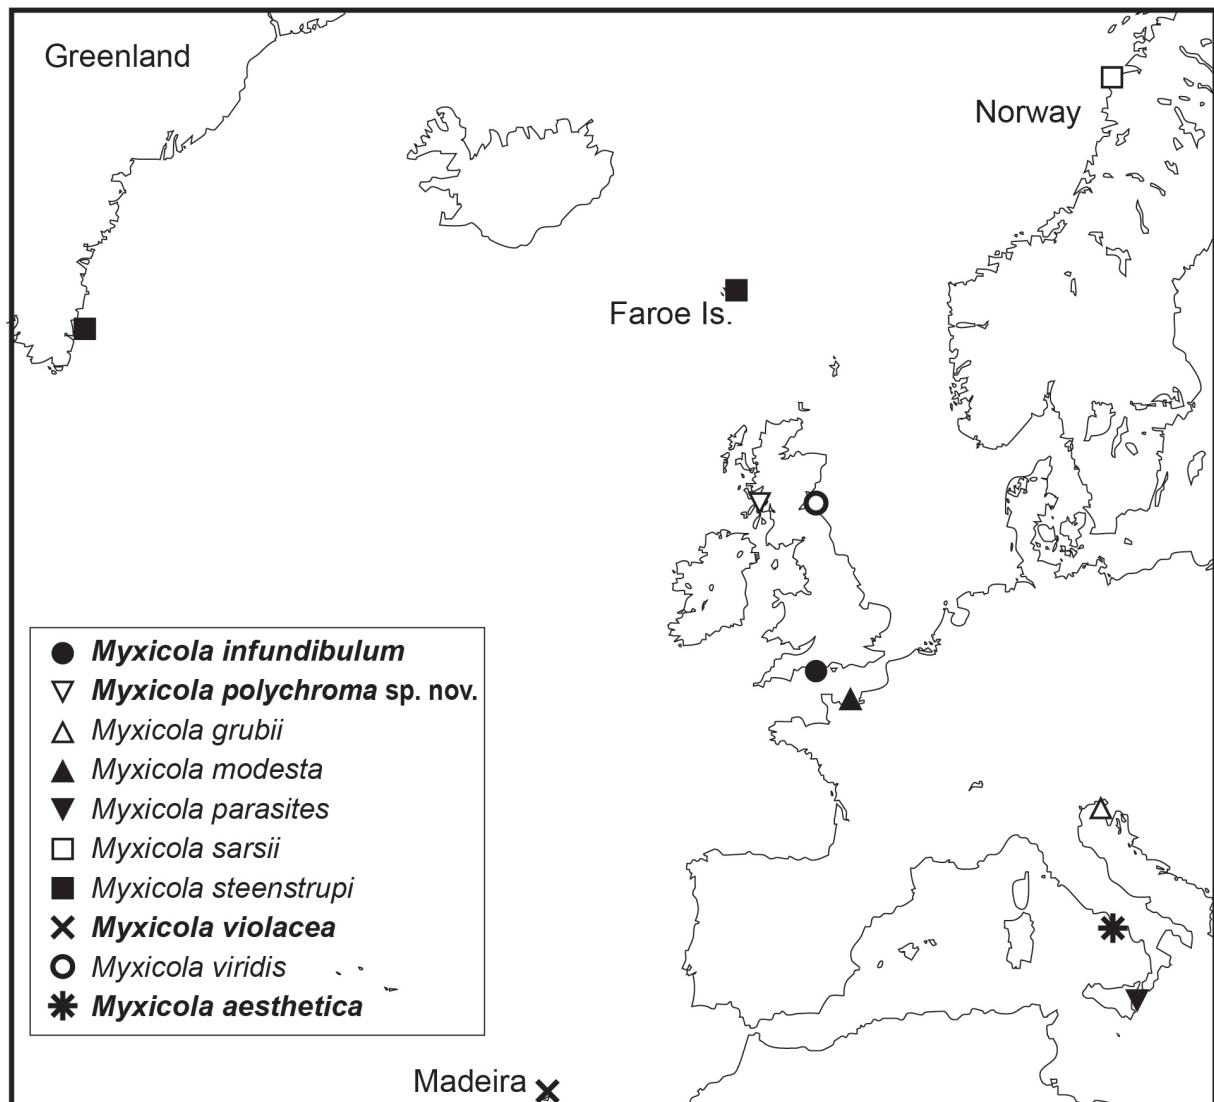 Greenland
Norway
Faroe Is.
Myxicola infundibulum
Myxicola polychroma sp. nov.
Myxicola grubii
Myxicola modesta
Myxicola parasites
Myxicola sarsii
Myxicola steenstrupi
Myxicola violacea
Myxicola viridis
Myxicola aesthetica
Madeira